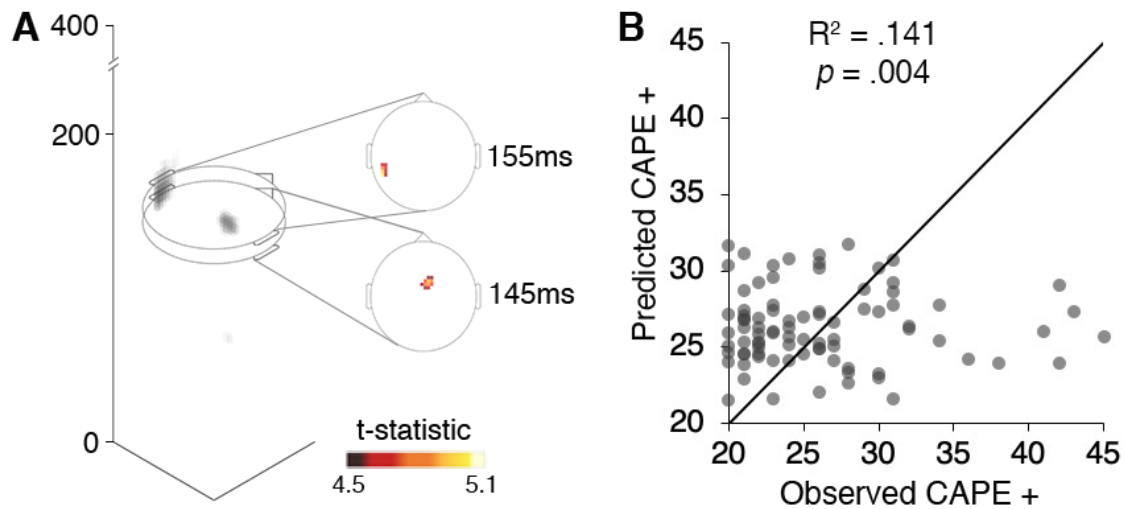 A
400
200
0
155ms
145ms
t-statistic
4.5 5.1
B
R² = .141
p = .004
Predicted CAPE +
45
40
35
30
25
20
20 25 30 35 40 45
Observed CAPE +